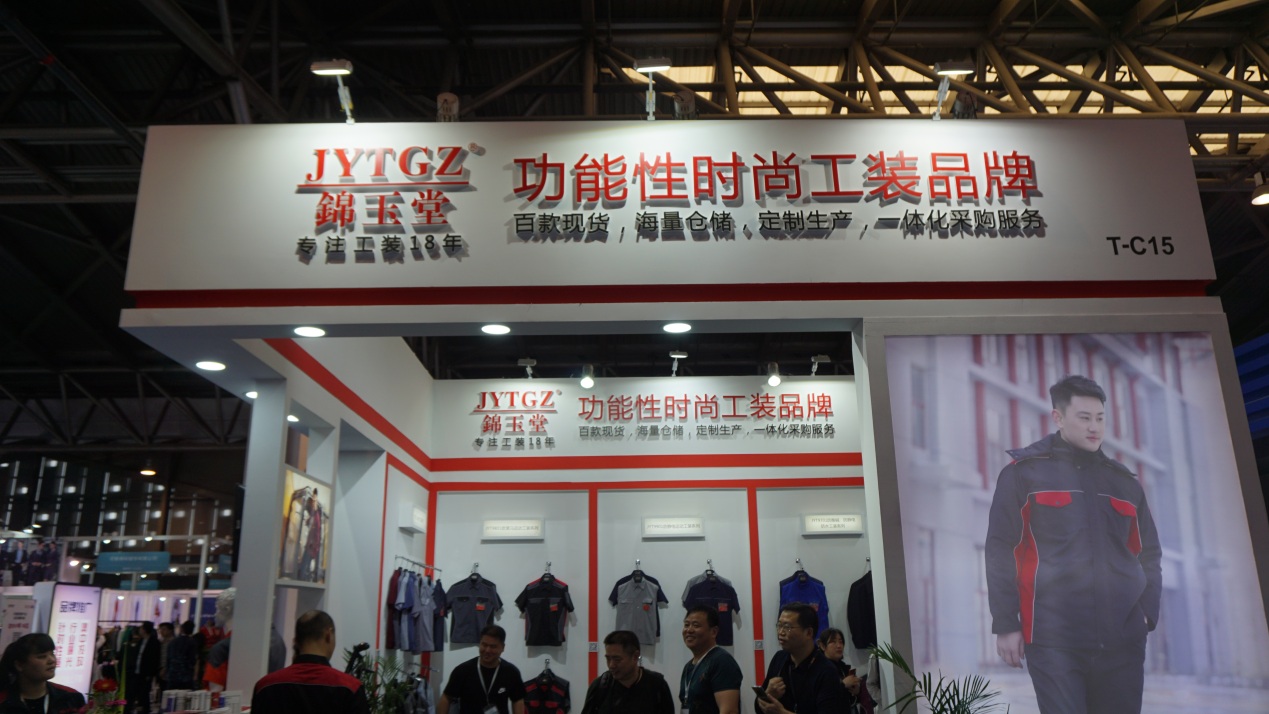 JYTGZ®
錦玉堂
专注工装18年
功能性时尚工装品牌
百款现货，海量仓储，定制生产，一体化采购服务
T-C15
JYTGZ®
錦玉堂
专注工装18年
功能性时尚工装品牌
百款现货，海量仓储，定制生产，一体化采购服务
品牌推广